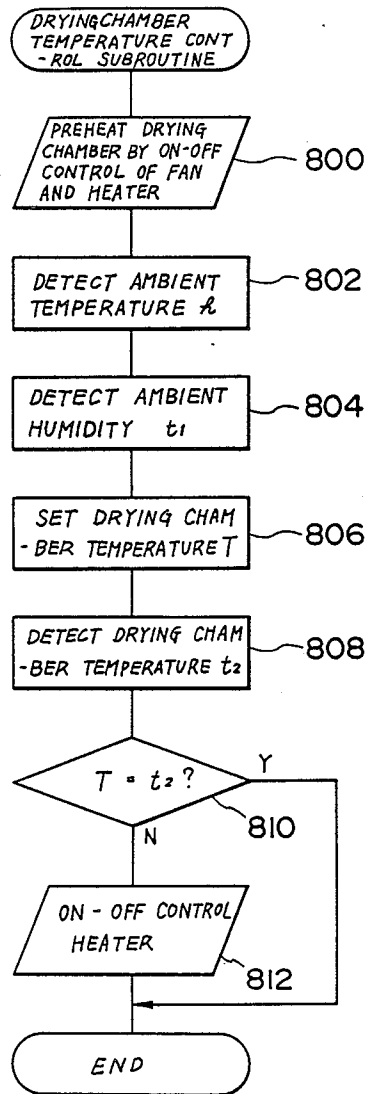 DRYING CHAMBER
TEMPERATURE CONT
-ROL SUBROUTINE
PREHEAT DRYING
CHAMBER BY ON-OFF
CONTROL OF FAN
AND HEATER
800
DETECT AMBIENT
TEMPERATURE h
802
DETECT AMBIENT
HUMIDITY t1
804
SET DRYING CHAM
-BER TEMPERATURE T
806
DETECT DRYING CHAM
-BER TEMPERATURE t2
808
T = t2 ?
Y
810
N
ON-OFF CONTROL
HEATER
812
END